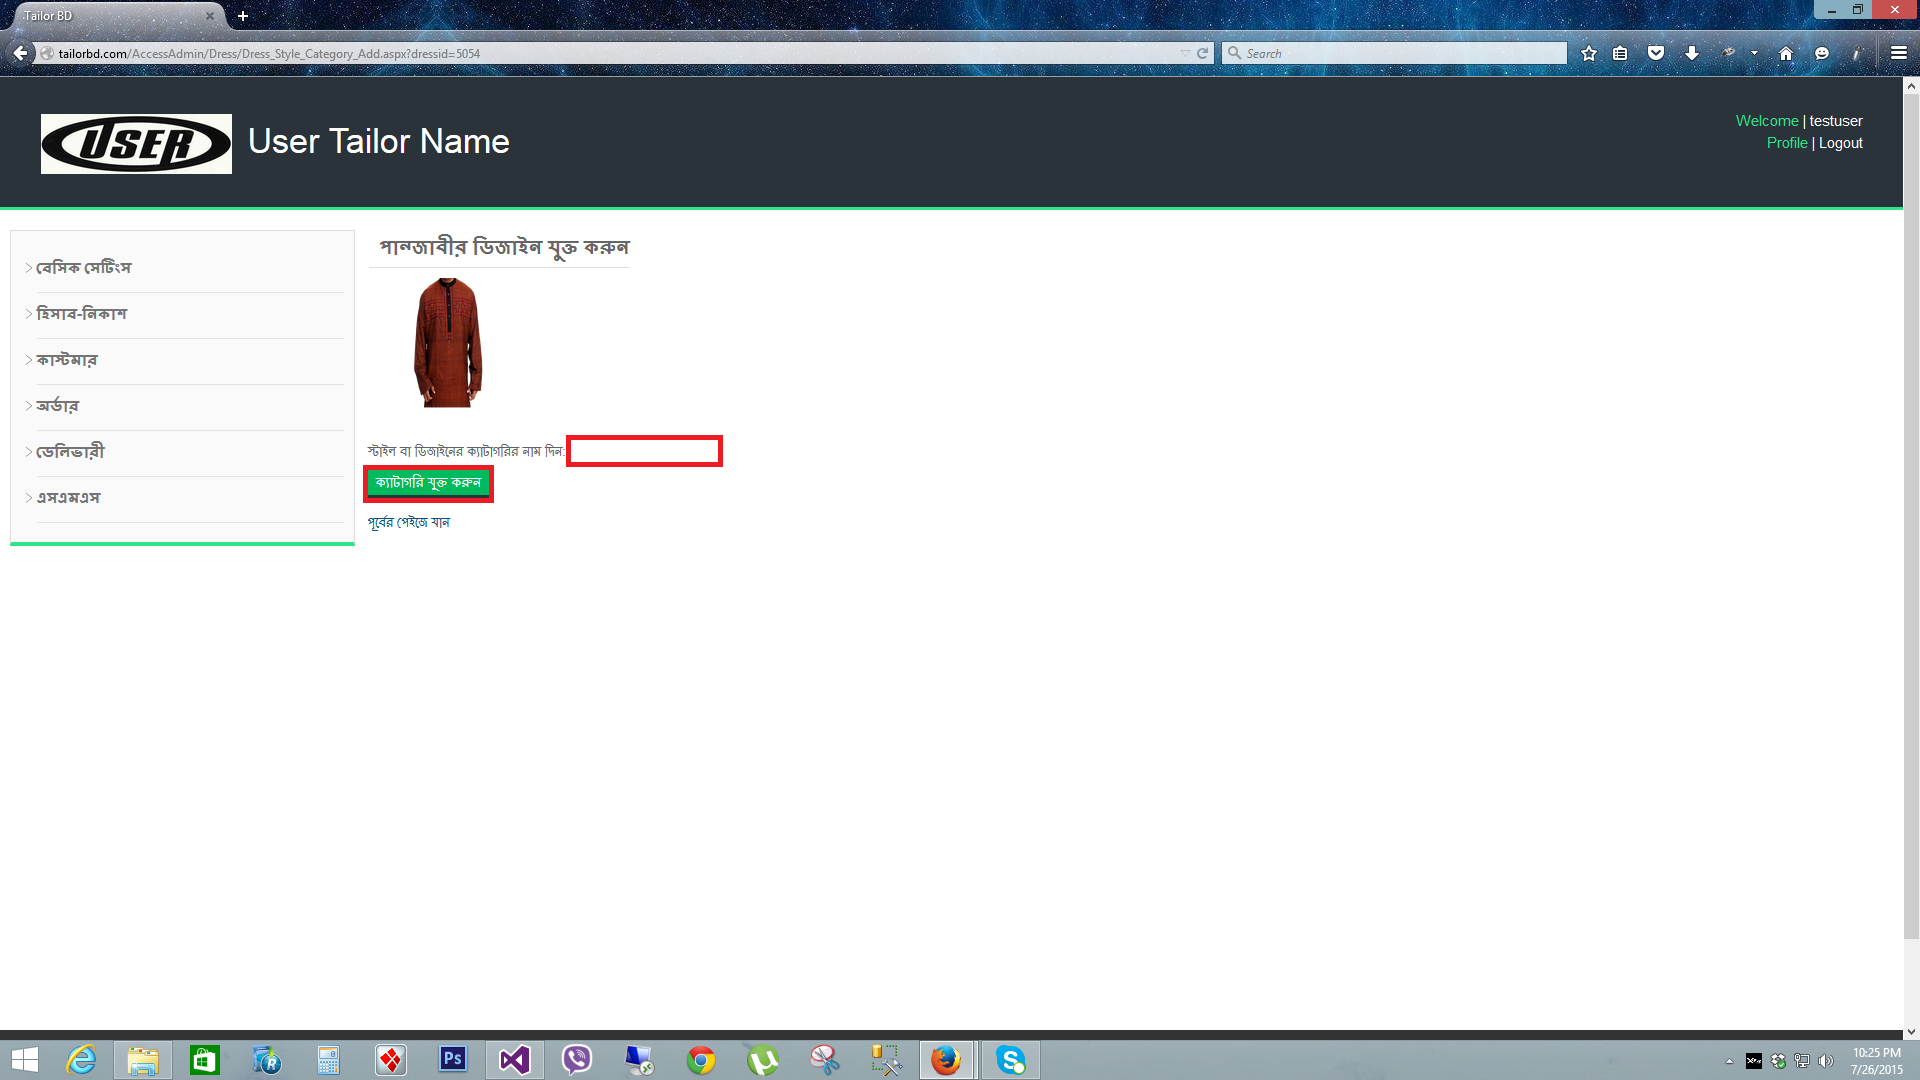 Tailor BD
tailorbd.com/AccessAdmin/Dress/Dress_Style_Category_Add.aspx?dressid=5054
Search
USER
User Tailor Name
Welcome | testuser
Profile | Logout
বেসিক সেটিংস
হিসাব-নিকাশ
কাস্টমার
অর্ডার
ডেলিভারী
এসএমএস
পান্জাবীর ডিজাইন যুক্ত করুন
স্টাইল বা ডিজাইনের ক্যাটাগরির নাম দিন:
ক্যাটাগরি যুক্ত করুন
পূর্বের পেইজে যান
Ps
10:25 PM
7/26/2015